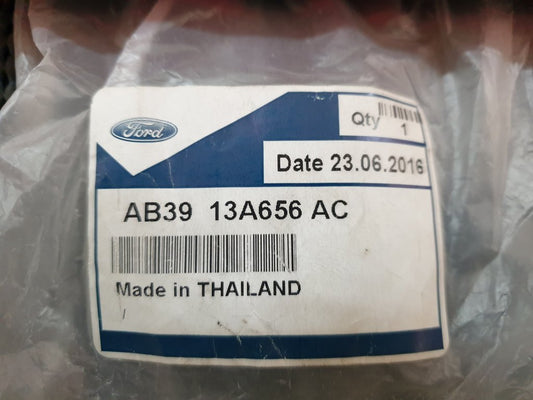 Ford
Qty 1
Date 23.06.2016
AB39 13A656 AC
Made in THAILAND
/